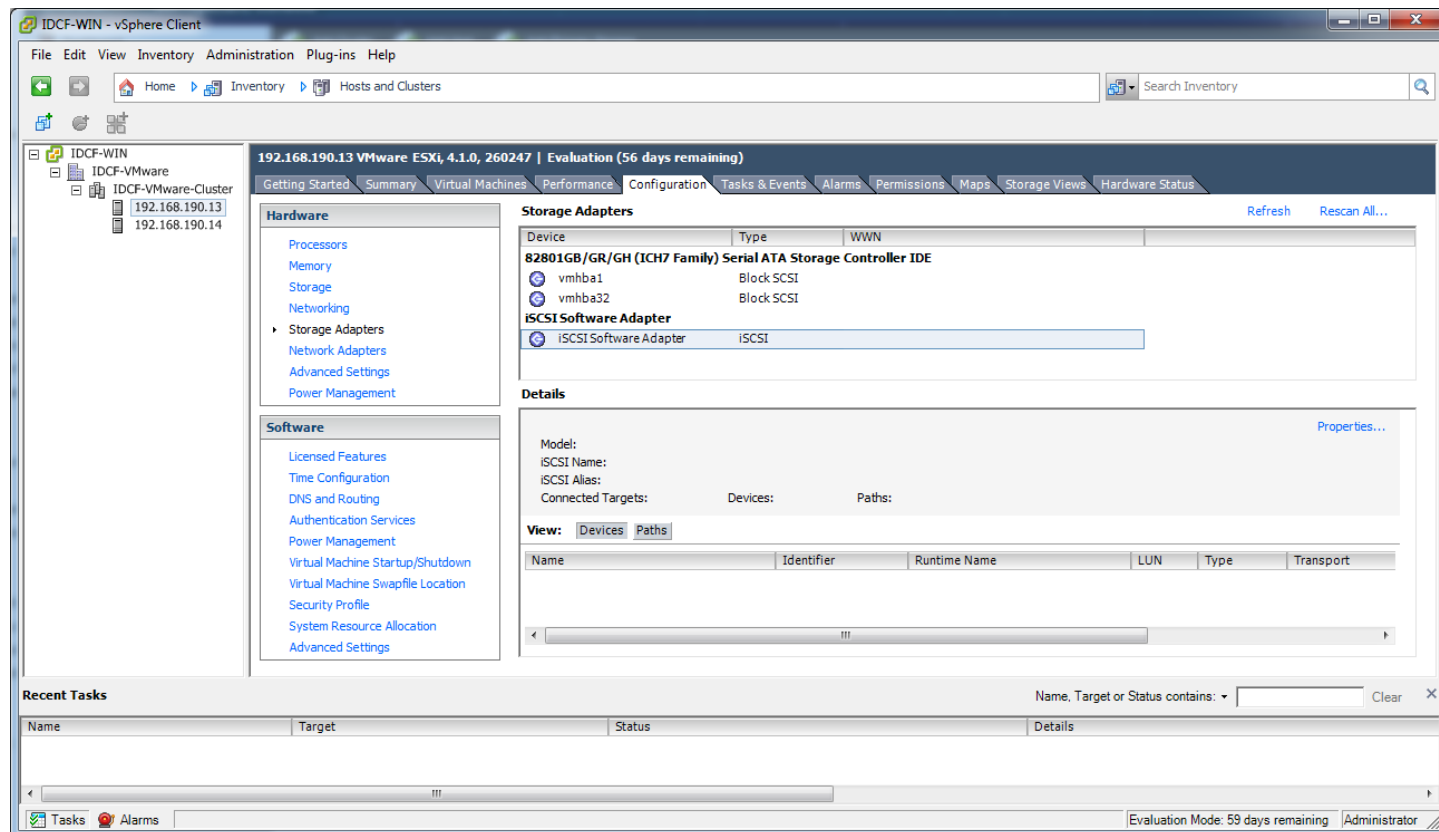 IDCF-WIN - vSphere Client
File Edit View Inventory Administration Plug-ins Help
Home Inventory Hosts and Clusters
Search Inventory
IDCF-WIN
IDCF-VMware
IDCF-VMware-Cluster
192.168.190.13
192.168.190.14
192.168.190.13 VMware ESXi, 4.1.0, 260247 | Evaluation (56 days remaining)
Getting Started Summary Virtual Machines Performance Configuration Tasks & Events Alarms Permissions Maps Storage Views Hardware Status
Hardware
Processors
Memory
Storage
Networking
Storage Adapters
Network Adapters
Advanced Settings
Power Management
Software
Licensed Features
Time Configuration
DNS and Routing
Authentication Services
Power Management
Virtual Machine Startup/Shutdown
Virtual Machine Swapfile Location
Security Profile
System Resource Allocation
Advanced Settings
Storage Adapters Refresh Rescan All...
Device Type WWN
82801GB/GR/GH (ICH7 Family) Serial ATA Storage Controller IDE
vmhba1 Block SCSI
vmhba32 Block SCSI
iSCSI Software Adapter
iSCSI Software Adapter iSCSI
Details
Properties...
Model:
iSCSI Name:
iSCSI Alias:
Connected Targets: Devices: Paths:
View: Devices Paths
Name Identifier Runtime Name LUN Type Transport
Recent Tasks
Name, Target or Status contains: Clear
Name Target Status Details
Tasks Alarms
Evaluation Mode: 59 days remaining Administrator